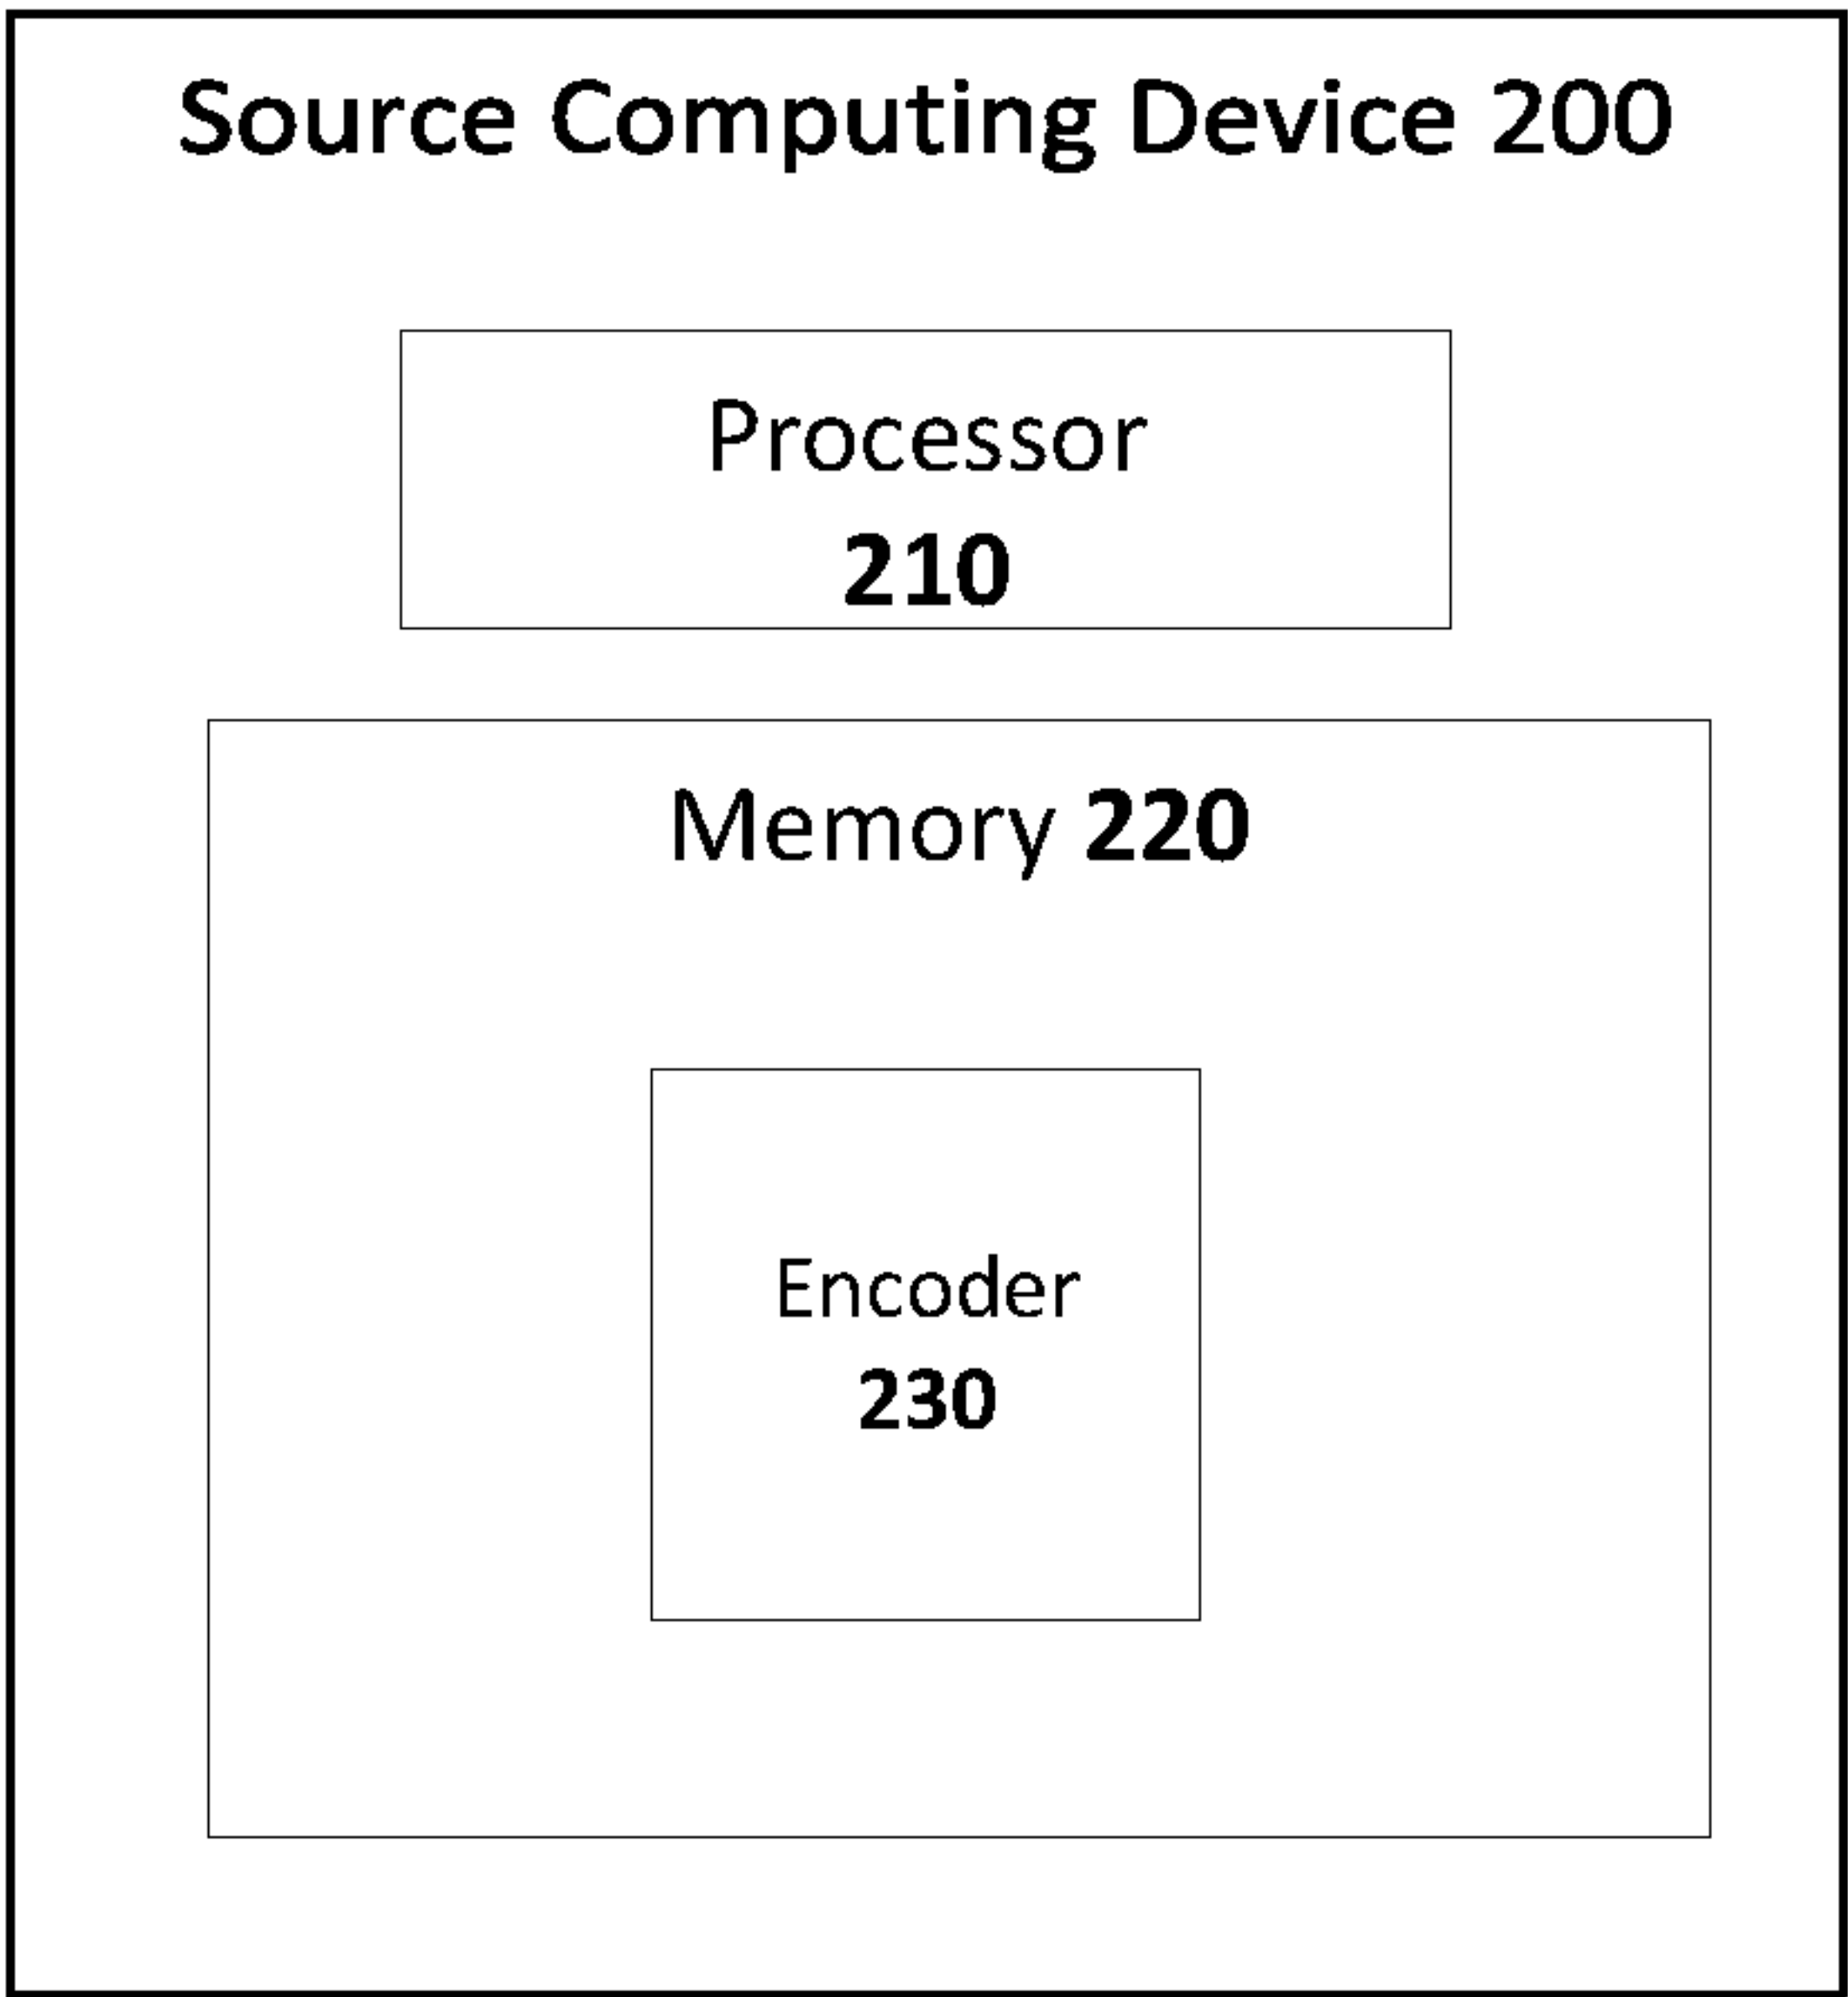 Source Computing Device 200
Processor
210
Memory 220
Encoder
230